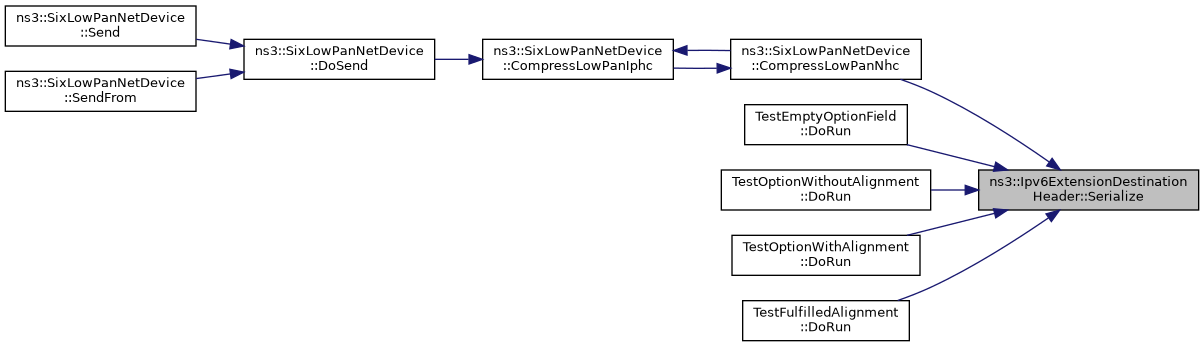 ns3::SixLowPanNetDevice
::Send
ns3::SixLowPanNetDevice
::SendFrom
ns3::SixLowPanNetDevice
::DoSend
ns3::SixLowPanNetDevice
::CompressLowPanIphc
ns3::SixLowPanNetDevice
::CompressLowPanNhc
TestEmptyOptionField
::DoRun
TestOptionWithoutAlignment
::DoRun
TestOptionWithAlignment
::DoRun
TestFulfilledAlignment
::DoRun
ns3::Ipv6ExtensionDestination
Header::Serialize